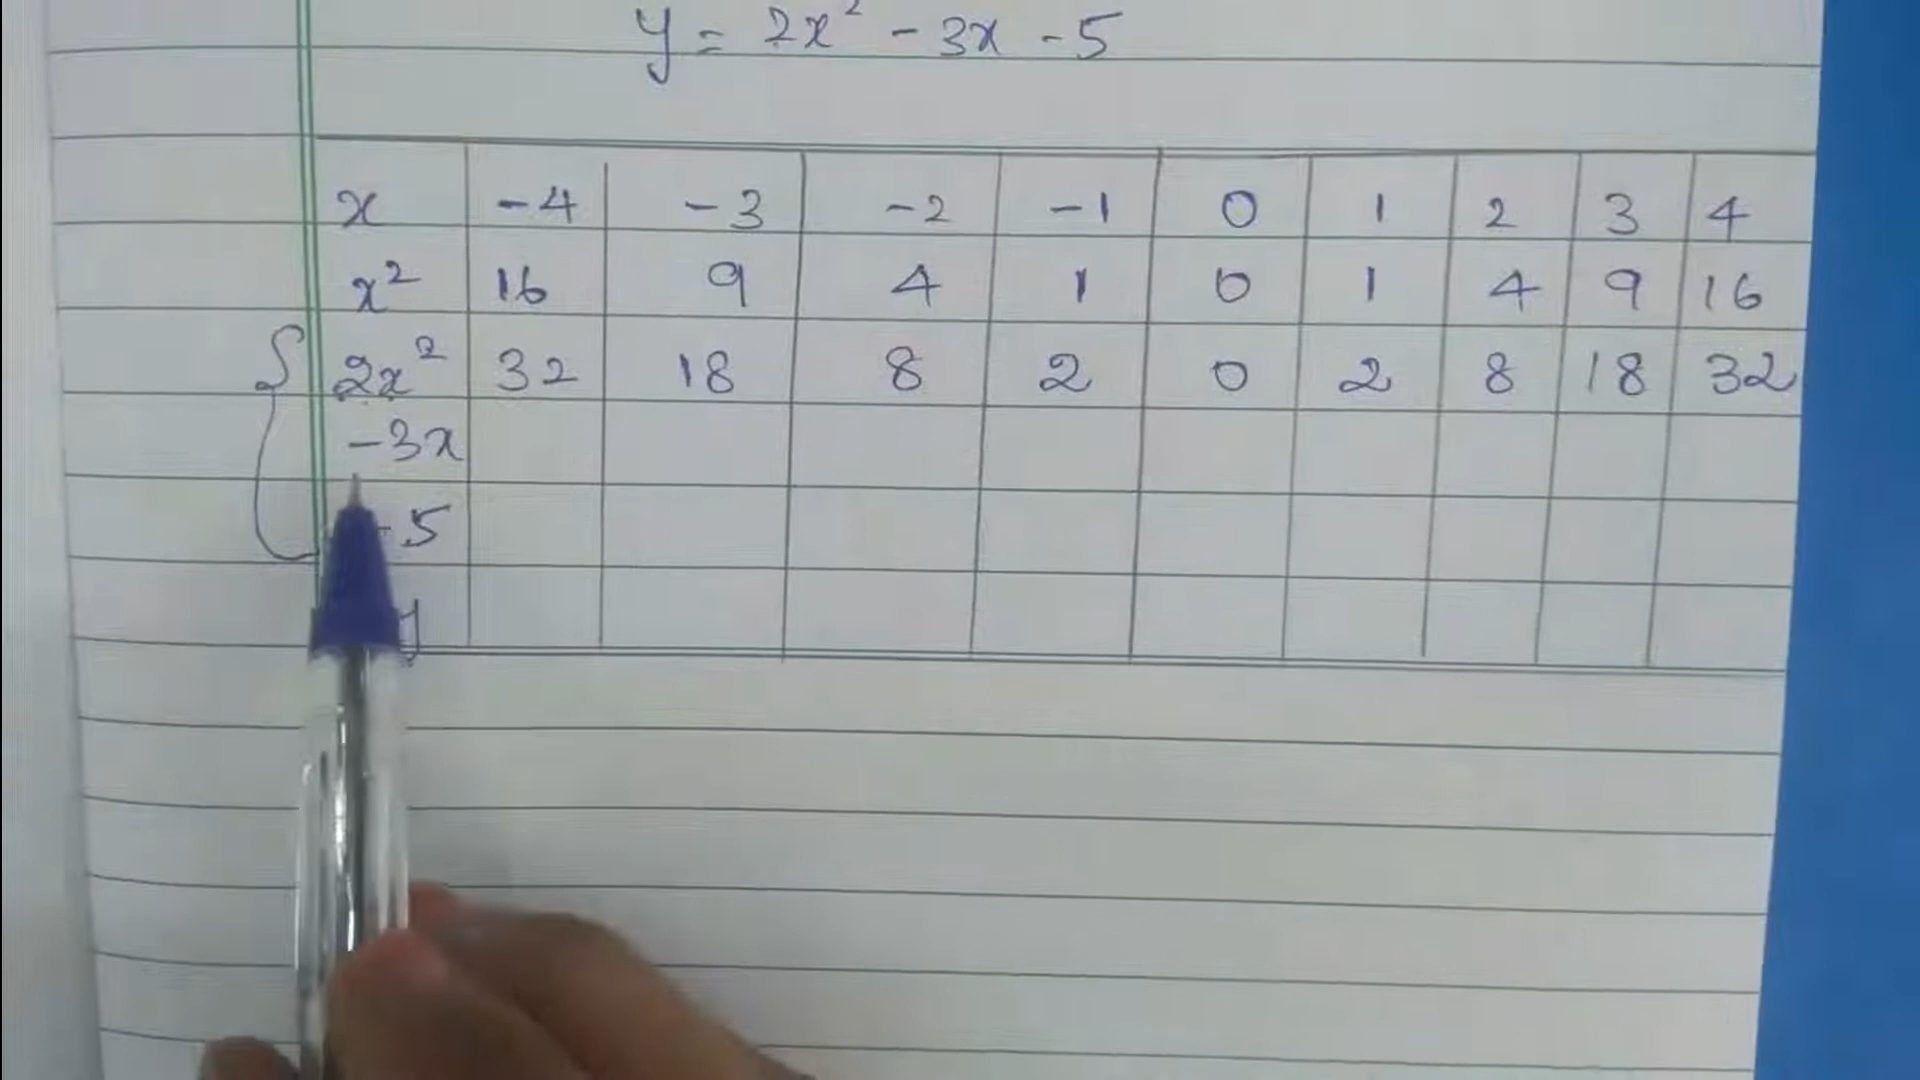 y = 2x² - 3x - 5
x -4 -3 -2 -1 0 1 2 3 4
x² 16 9 4 1 0 1 4 9 16
2x² 32 18 8 2 0 2 8 18 32
-3x
-5
y